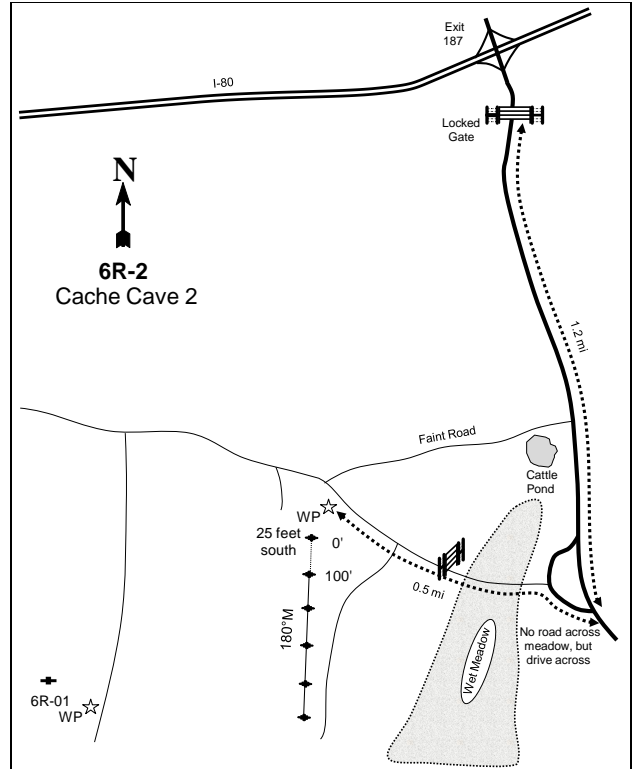 Exit
187
I-80
Locked
Gate
N
6R-2
Cache Cave 2
1.2 mi
Faint Road
Cattle
Pond
WP
25 feet
south
0'
100'
180°M
0.5 mi
No road across
meadow, but
drive across
Wet Meadow
6R-01
WP